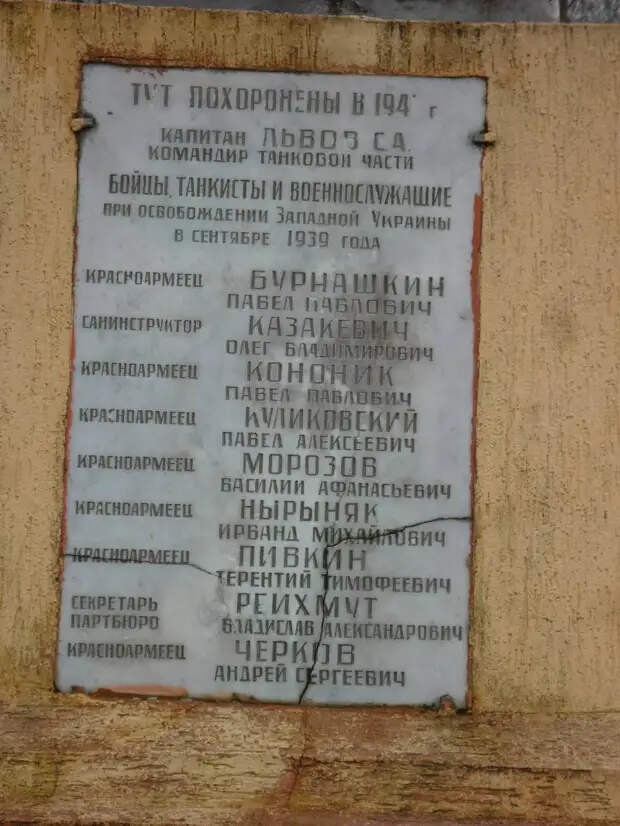 ТУТ ПОХОРОНЕНЫ В 194 г
КАПИТАН ЛЬВОВ С.А.
КОМАНДИР ТАНКОВОЙ ЧАСТИ
БОЙЦЫ, ТАНКИСТЫ И ВОЕННОСЛУЖАЩИЕ
ПРИ ОСВОБОЖДЕНИИ ЗАПАДНОЙ УКРАИНЫ
В СЕНТЯБРЕ 1939 ГОДА
КРАСНОАРМЕЕЦ БУРНАШКИН
ПАВЕЛ ПАВЛОВИЧ
САНИНСТРУКТОР КАЗАКЕВИЧ
ОЛЕГ ВЛАДИМИРОВИЧ
КРАСНОАРМЕЕЦ КОНОНИК
ПАВЕЛ ПАВЛОВИЧ
КРАСНОАРМЕЕЦ КУЛИКОВСКИЙ
ПАВЕЛ АЛЕКСЕЕВИЧ
КРАСНОАРМЕЕЦ МОРОЗОВ
ВАСИЛИЙ АФАНАСЬЕВИЧ
КРАСНОАРМЕЕЦ НЫРЫНЯК
ИРВАНД МИХАЙЛОВИЧ
КРАСНОАРМЕЕЦ ПИВКИН
ТЕРЕНТИЙ ТИМОФЕЕВИЧ
СЕКРЕТАРЬ ПАРТБЮРО РЕИХМУТ
ВЛАДИСЛАВ АЛЕКСАНДРОВИЧ
КРАСНОАРМЕЕЦ ЧЕРКОВ
АНДРЕЙ СЕРГЕЕВИЧ